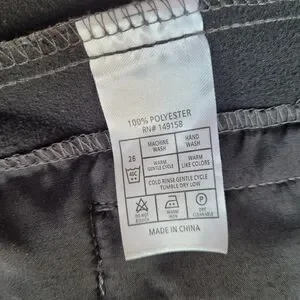 100% POLYESTER
RN# 149158
26
MACHINE WASH
HAND WASH
WARM GENTLE CYCLE
WARM LIKE COLORS
COLD RINSE GENTLE CYCLE
TUMBLE DRY LOW
DO NOT BLEACH
WARM IRON
DRY CLEANABLE
MADE IN CHINA